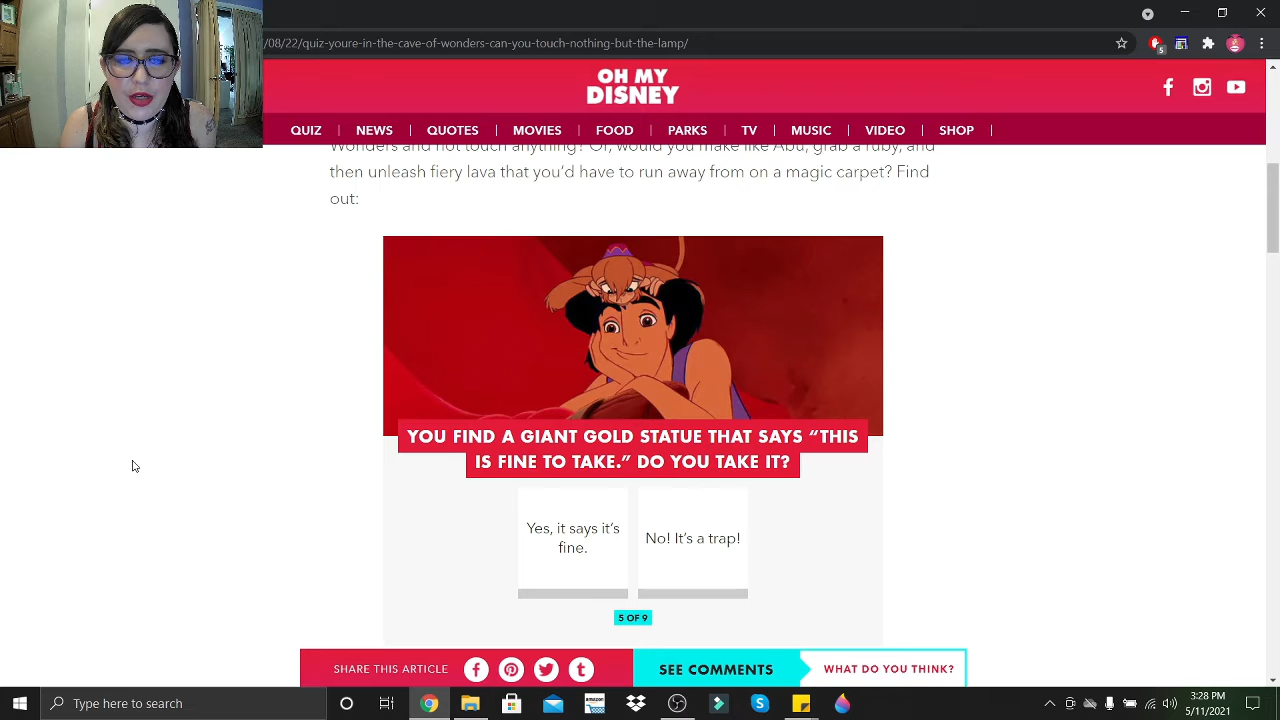 /08/22/quiz-youre-in-the-cave-of-wonders-can-you-touch-nothing-but-the-lamp/
5
OH MY
DISNEY
QUIZ | NEWS | QUOTES | MOVIES | FOOD | PARKS | TV | MUSIC | VIDEO | SHOP |
Wonders and not touch anything? Or, would you make like Abu, grab a ruby, and
then unleash fiery lava that you'd have to run away from on a magic carpet? Find
out:
YOU FIND A GIANT GOLD STATUE THAT SAYS “THIS
IS FINE TO TAKE.” DO YOU TAKE IT?
Yes, it says it's
fine.
No! It's a trap!
5 OF 9
SHARE THIS ARTICLE
SEE COMMENTS
WHAT DO YOU THINK?
Type here to search
amazon
3:28 PM
5/11/2021